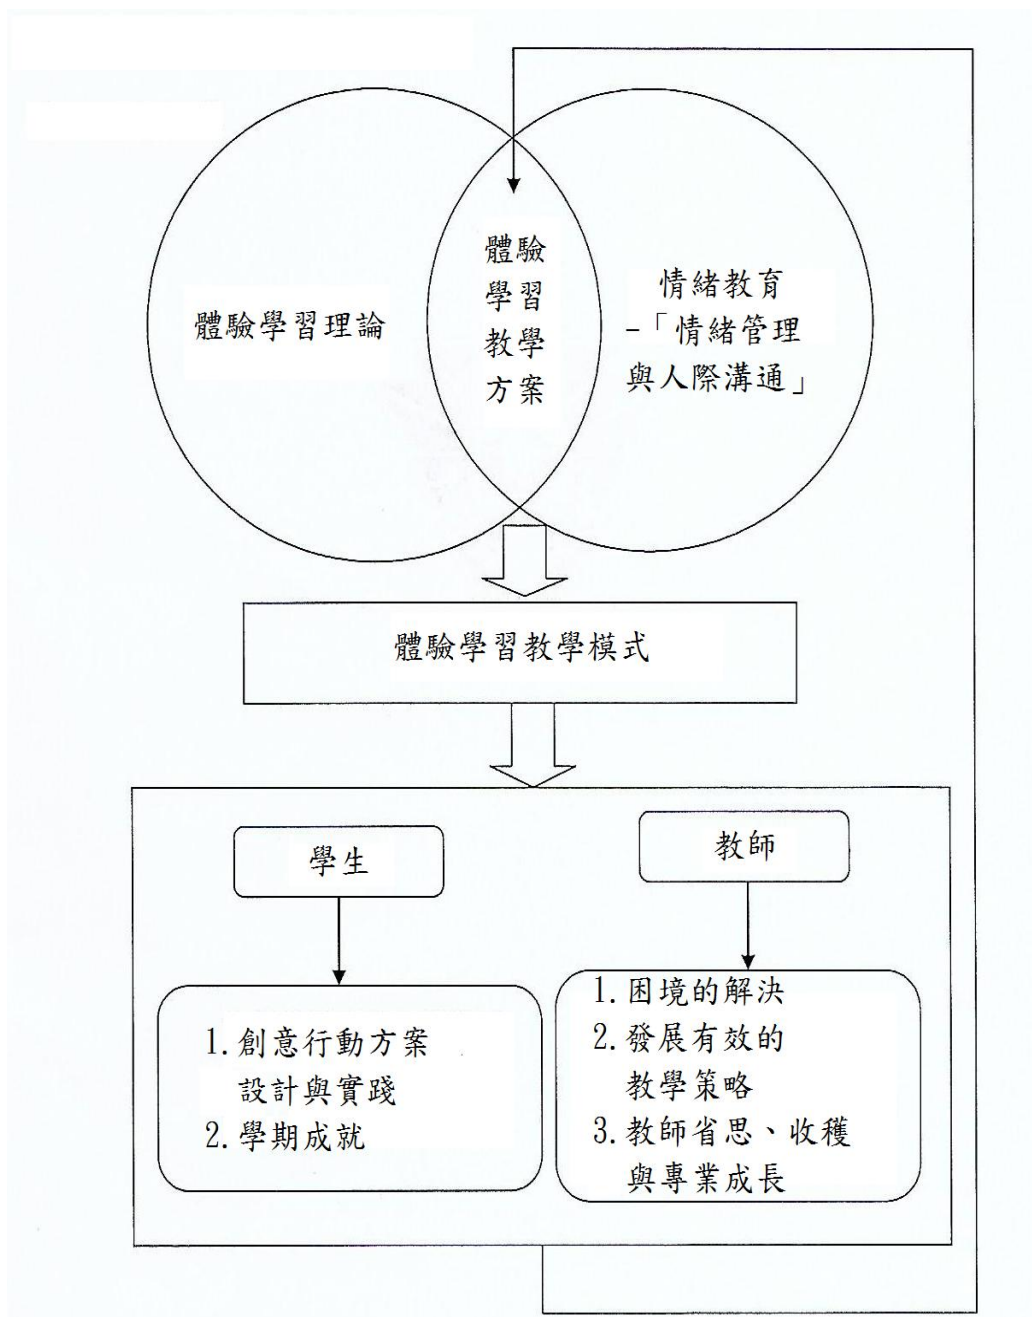 體驗學習理論
體驗
學習
教學
方案
情緒教育
-「情緒管理
與人際溝通」
體驗學習教學模式
學生
1.創意行動方案
設計與實踐
2.學期成就
教師
1.困境的解決
2.發展有效的
教學策略
3.教師省思、收穫
與專業成長